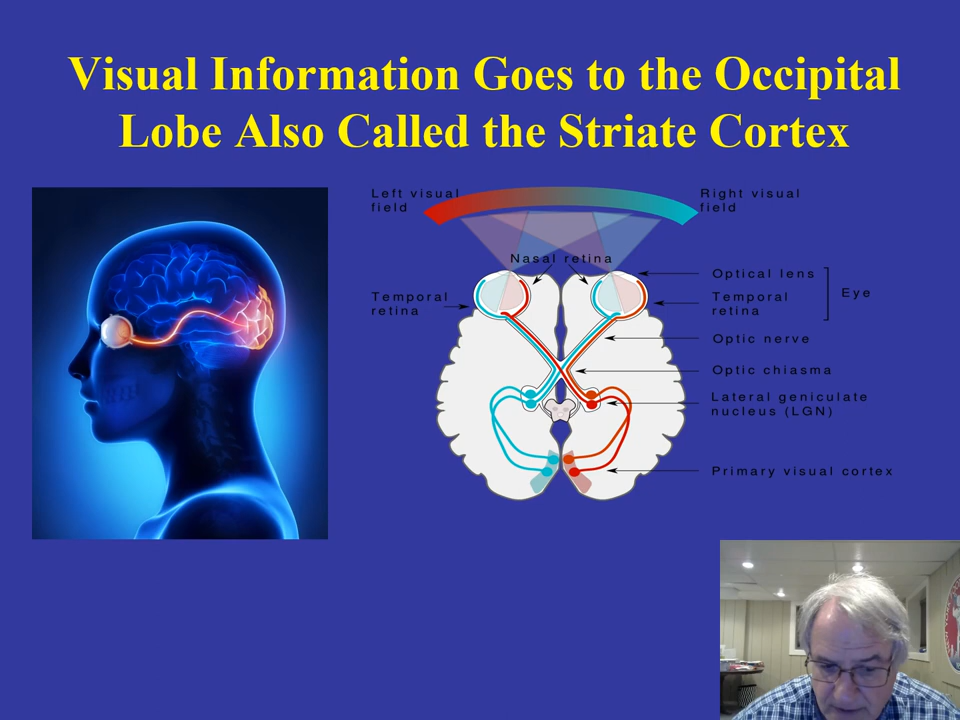 Visual Information Goes to the Occipital
Lobe Also Called the Striate Cortex
Left visual
field
Right visual
field
Nasal retina
Temporal
retina
Optical lens
Temporal
retina
Eye
Optic nerve
Optic chiasma
Lateral geniculate
nucleus (LGN)
Primary visual cortex